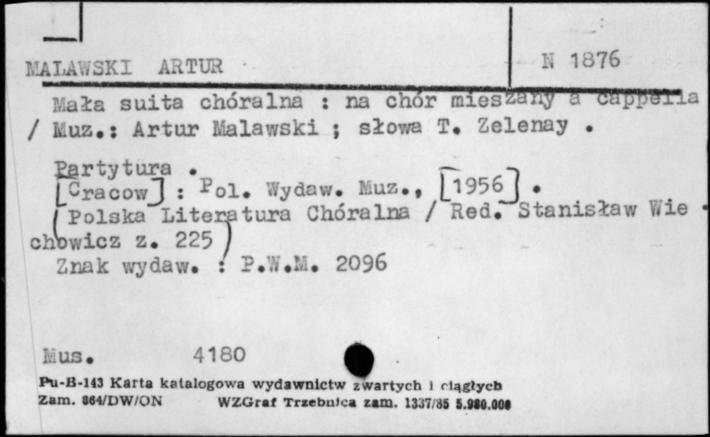 MALAWSKI ARTUR N 1876
Mała suita chóralna : na chór mieszany a cappella
/ Muz.: Artur Malawski ; słowa T. Zelenay .
Partytura .
[Cracow] : Pol. Wydaw. Muz., [1956] .
(Polska Literatura Chóralna / Red. Stanisław Wie
chowicz z. 225)
Znak wydaw. : P.W.M. 2096
Mus. 4180
Pu-B-143 Karta katalogowa wydawnictw zwartych i ciągłych
Zam. 864/DW/ON WZGraf Trzebnica zam. 1337/85 5.980.000